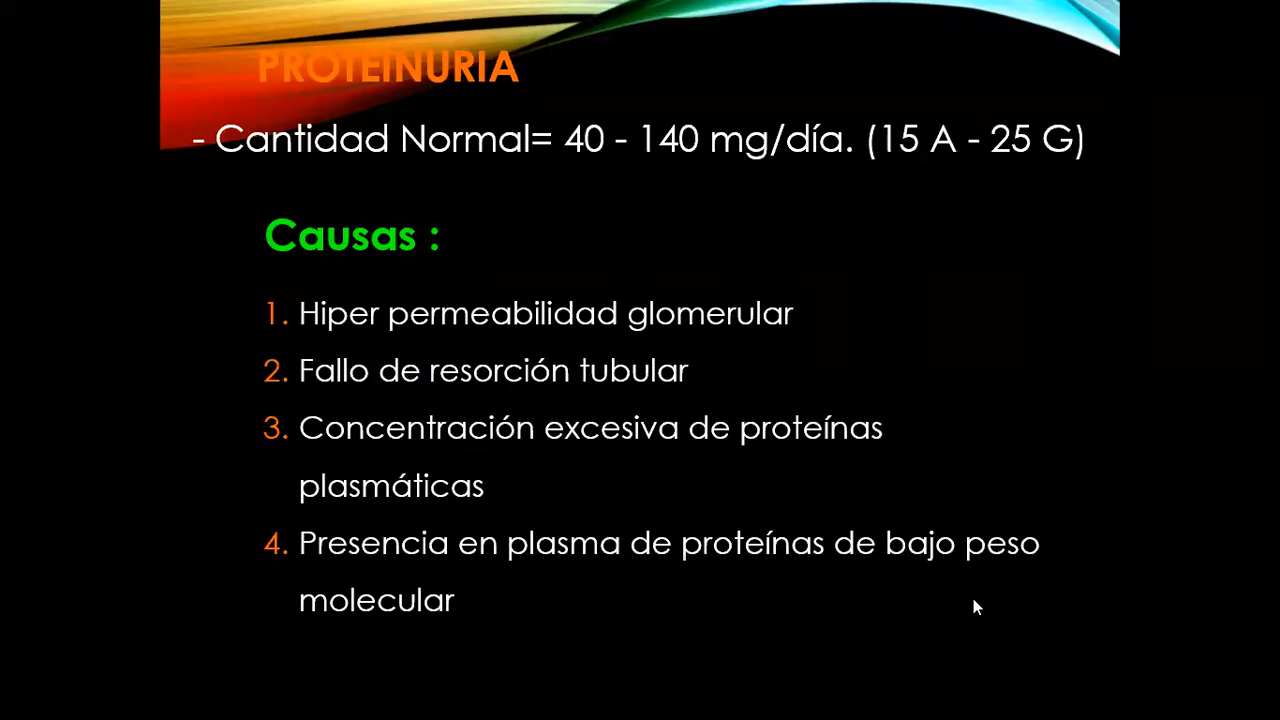 PROTEINURIA
- Cantidad Normal= 40 - 140 mg/día. (15 A - 25 G)
Causas :
1. Hiper permeabilidad glomerular
2. Fallo de resorción tubular
3. Concentración excesiva de proteínas
plasmáticas
4. Presencia en plasma de proteínas de bajo peso
molecular